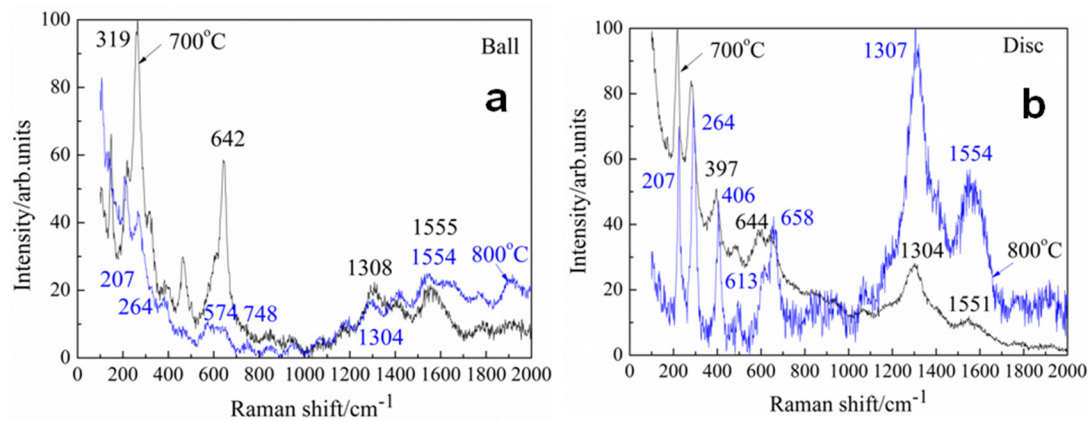 100
80
60
40
20
0
Intensity/arb.units
319
700°C
Ball
a
642
207
264
574
748
1308
1304
1555
1554
800°C
0 200 400 600 800 1000 1200 1400 1600 1800 2000
Raman shift/cm-1
100
80
60
40
20
0
Intensity/arb.units
700°C
Disc
b
1307
264
207
397
406
644
658
613
1554
1304
800°C
1551
0 200 400 600 800 1000 1200 1400 1600 1800 2000
Raman shift/cm-1